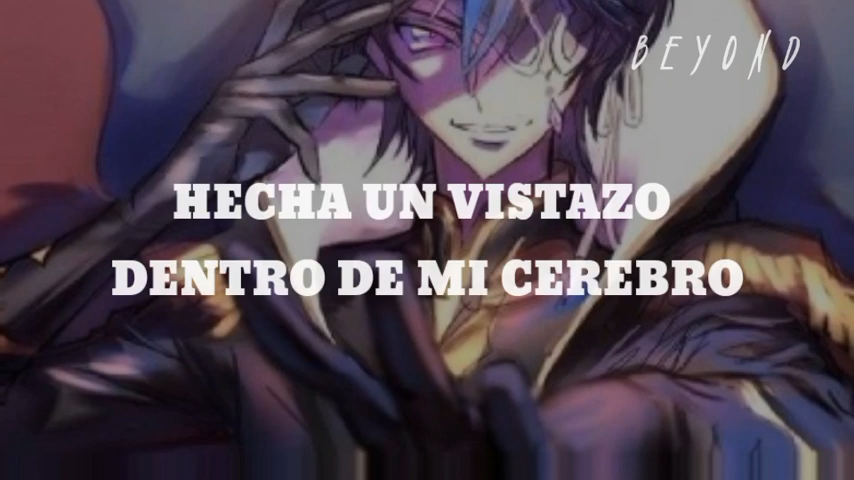 BEYOND
HECHA UN VISTAZO
DENTRO DE MI CEREBRO